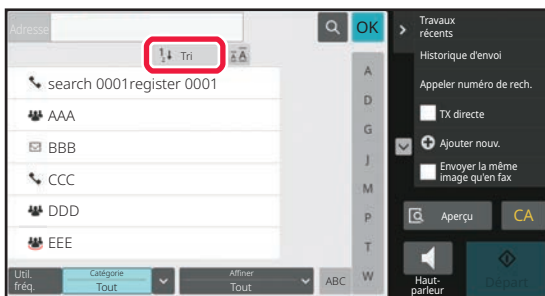 Adresse
OK
1 2 Tri
A A
search 0001register 0001
AAA
BBB
CCC
DDD
EEE
A
D
G
J
M
P
T
W
Util.
fréq.
Catégorie
Tout
Affiner
Tout
ABC
Travaux
récents
Historique d'envoi
Appeler numéro de rech.
TX directe
Ajouter nouv.
Envoyer la même
image qu'en fax
Aperçu
CA
Haut-
parleur
Départ